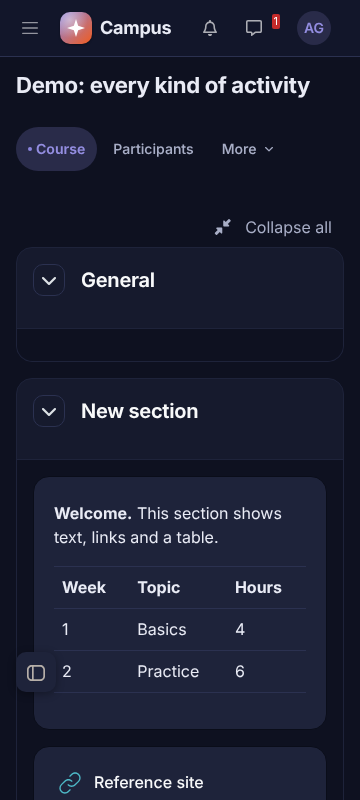 Campus
1
AG
Demo: every kind of activity
Course
Participants
More
Collapse all
General
New section
Welcome. This section shows
text, links and a table.
Week Topic Hours
1 Basics 4
2 Practice 6
Reference site